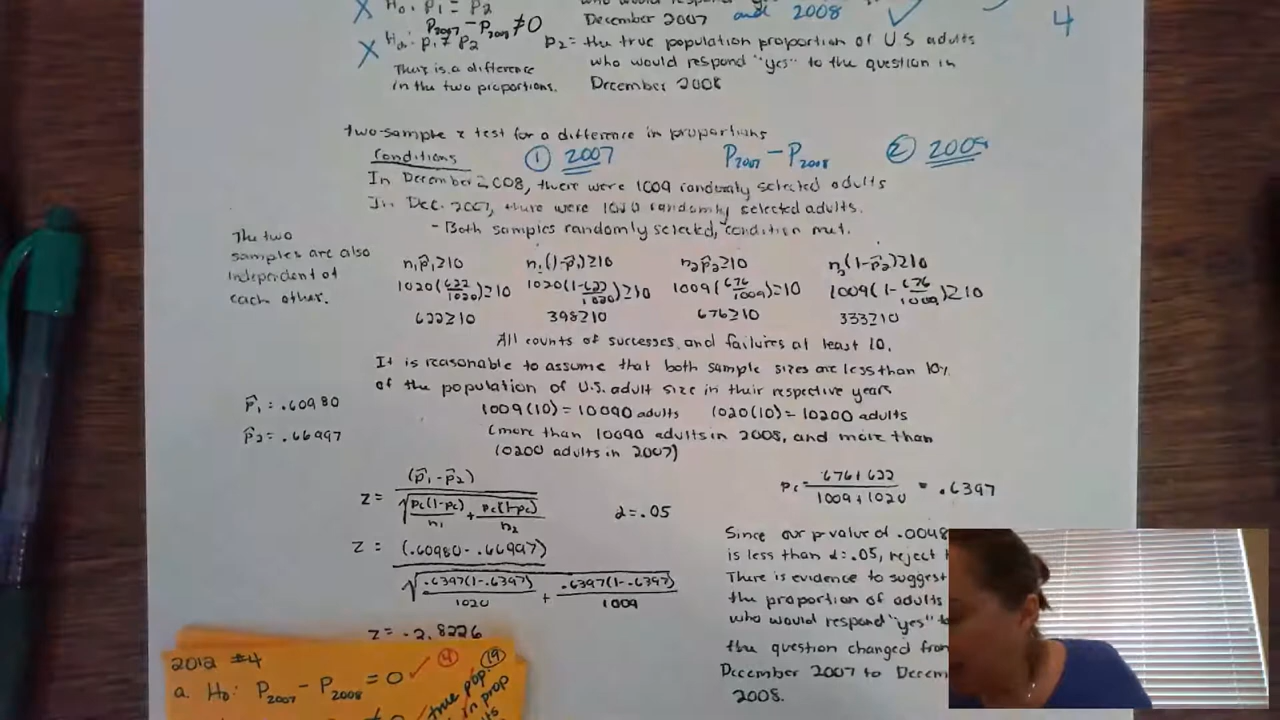 X H₀: p₁ = p₂
who would respond
December 2007 and 2008 ✓
4
P2007 − P2008 ≠ 0
X Hₐ: p₁ ≠ p₂
p₂ = the true population proportion of U.S adults
who would respond "yes" to the question in
December 2008
There is a difference
in the two proportions.
two-sample z test for a difference in proportions
Conditions
① 2007
P2007 − P2008
② 2008
In December 2008, there were 1009 randomly selected adults
In Dec. 2007, there were 1020 randomly selected adults.
- Both samples randomly selected, condition met.
The two
samples are also
independent of
each other.
n₁p̂₁≥10 n₁(1-p̂₁)≥10 n₂p̂₂≥10 n₂(1-p̂₂)≥10
1020(622/1020)≥10 1020(1-622/1020)≥10 1009(676/1009)≥10 1009(1-676/1009)≥10
622≥10 398≥10 676≥10 333≥10
All counts of successes and failures at least 10.
It is reasonable to assume that both sample sizes are less than 10%
of the population of U.S. adult size in their respective years
1009(10) = 10090 adults 1020(10) = 10200 adults
(more than 10090 adults in 2008, and more than
10200 adults in 2007)
p̂₁ = .60980
p̂₂ = .66997
z = (p̂₁-p̂₂) / √(pc(1-pc)/n₁ + pc(1-pc)/n₂)
α = .05
pc = 676+622 / 1009+1020 = .6397
z = (.60980 - .66997) / √(.6397(1-.6397)/1020 + .6397(1-.6397)/1009)
z = -2.8226
Since our p value of .0048
is less than α = .05, reject
There is evidence to suggest
the proportion of adults
who would respond "yes" to
the question changed from
December 2007 to Decem
2008.
2012 #4
④ ⑲
a. H₀: P2007 − P2008 = 0 ✓
≠ 0
true pop.
in prop